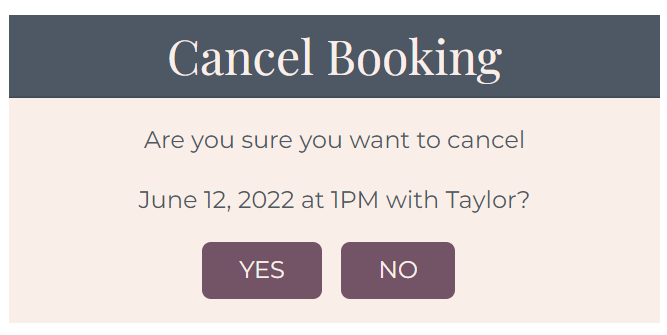 Cancel Booking
Are you sure you want to cancel
June 12, 2022 at 1PM with Taylor?
YES NO